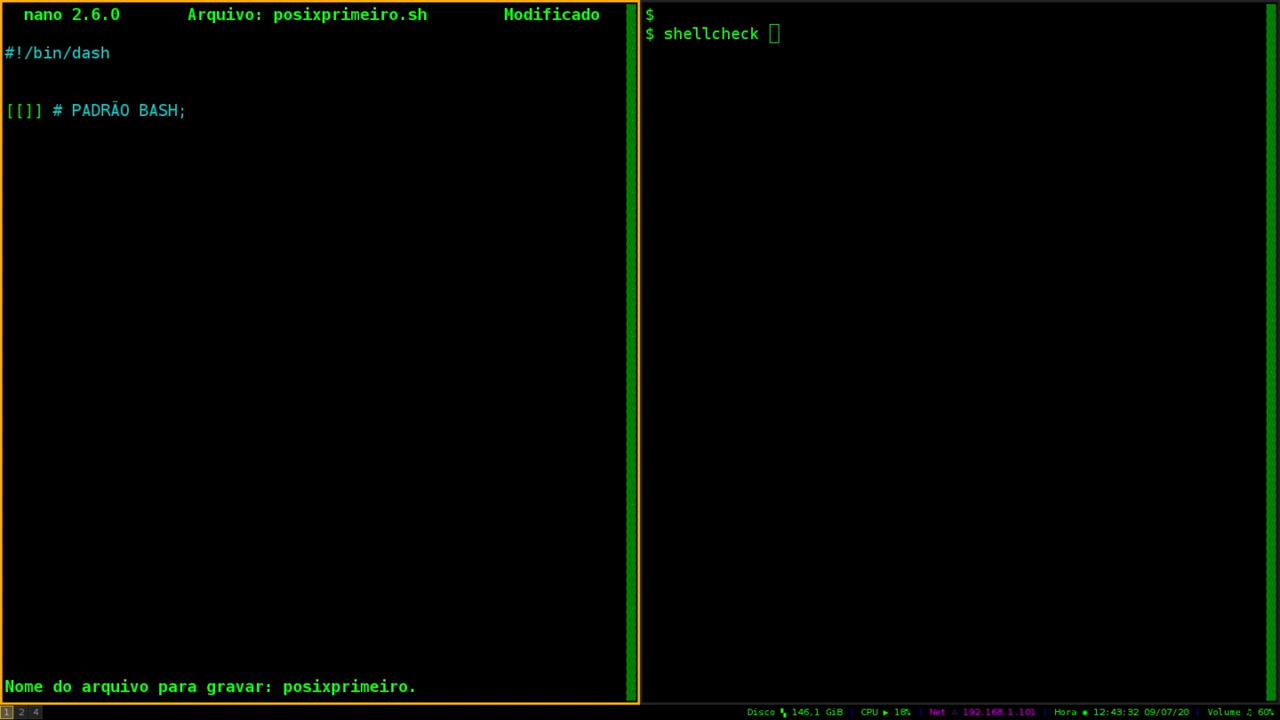 nano 2.6.0 Arquivo: posixprimeiro.sh Modificado
#!/bin/dash
[[]] # PADRÃO BASH;
Nome do arquivo para gravar: posixprimeiro.
$
$ shellcheck
1 2 4 Disco 146,1 GiB | CPU ▶ 18% | Net 192.168.1.101 | Hora ◉ 12:43:32 09/07/20 | Volume ♫ 60%